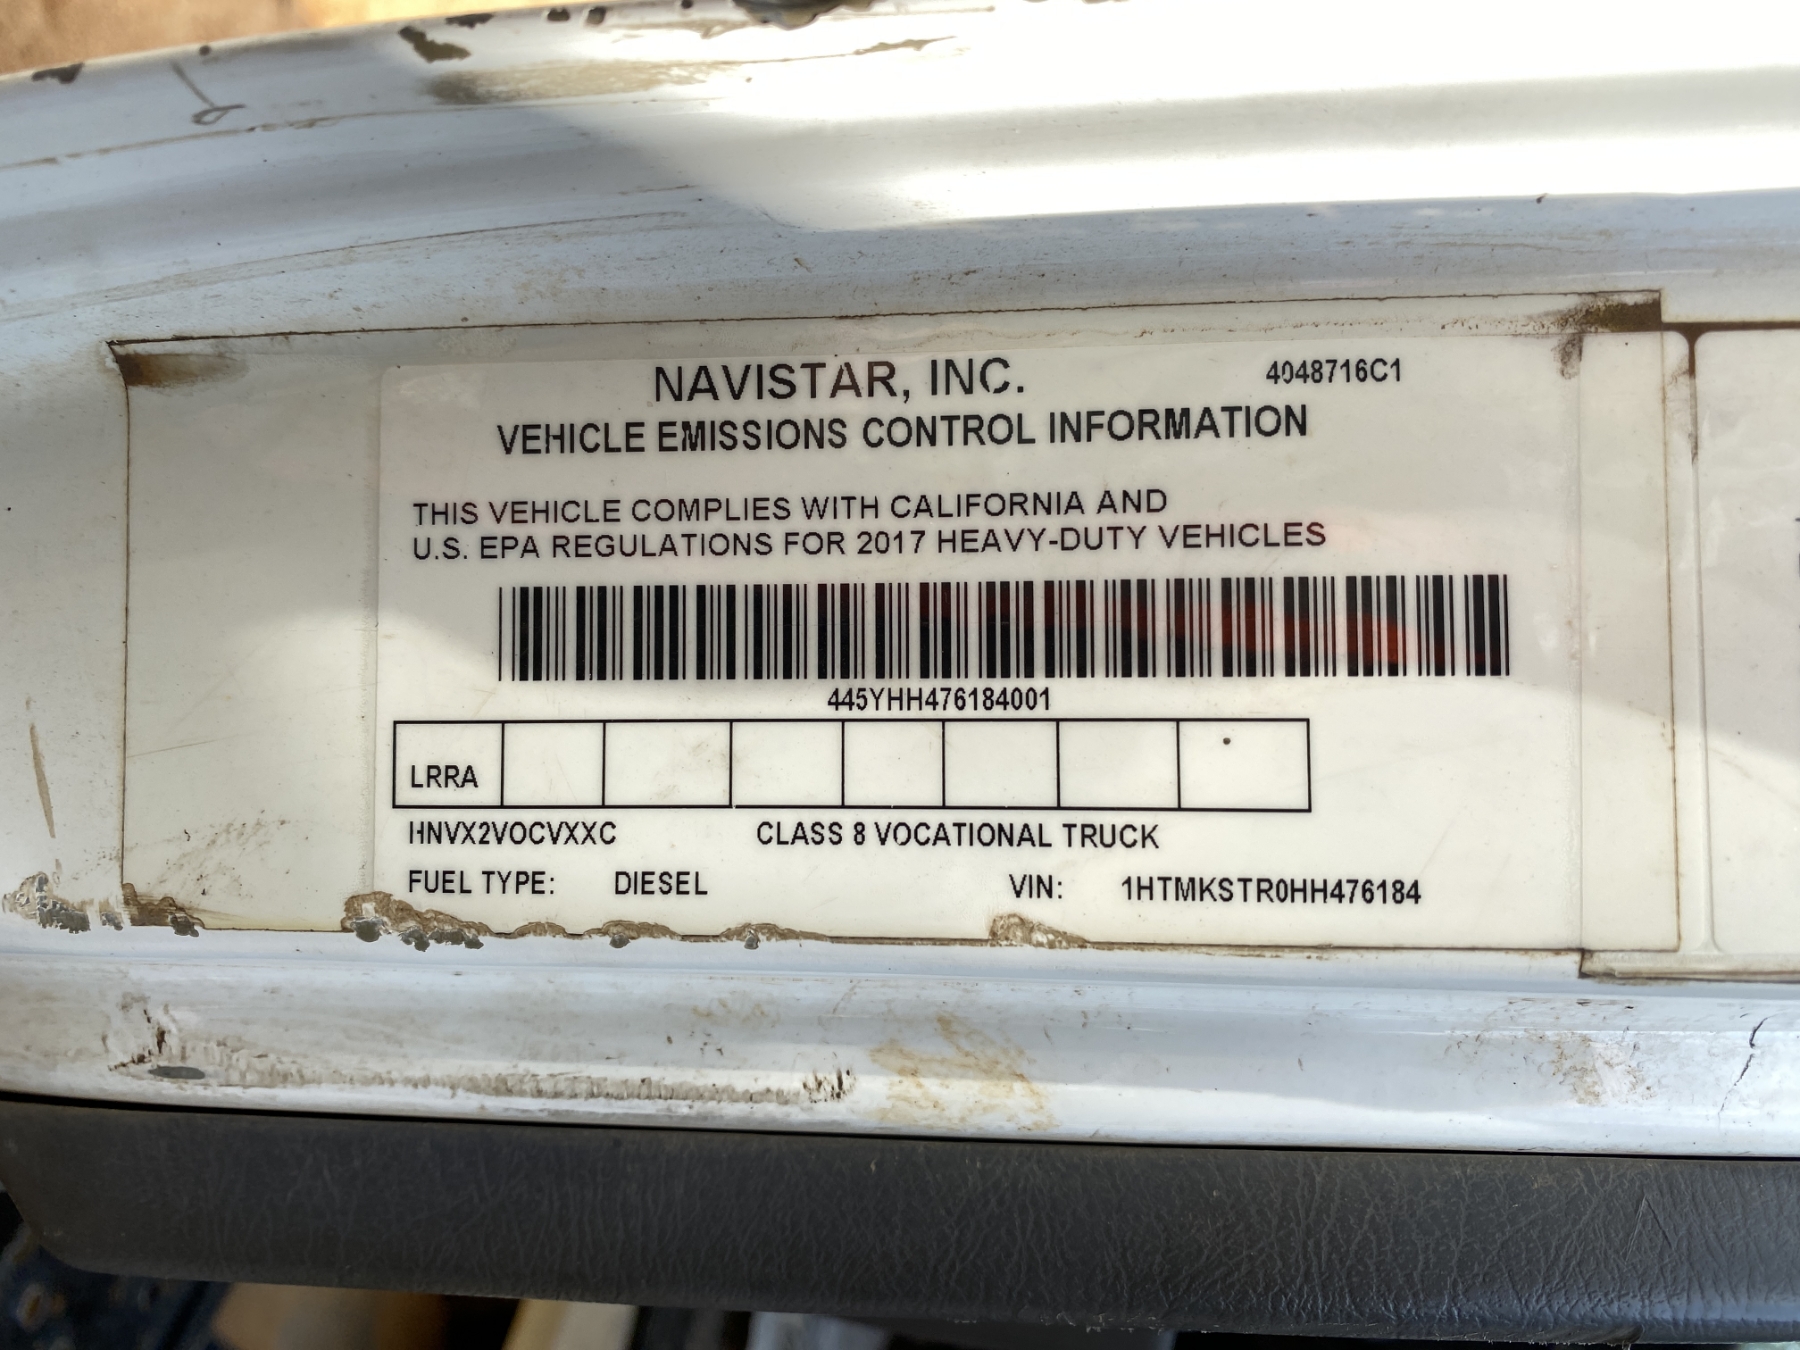 NAVISTAR, INC. 4048716C1
VEHICLE EMISSIONS CONTROL INFORMATION
THIS VEHICLE COMPLIES WITH CALIFORNIA AND
U.S. EPA REGULATIONS FOR 2017 HEAVY-DUTY VEHICLES
445YHH476184001
LRRA
HNVX2VOCVXXC CLASS 8 VOCATIONAL TRUCK
FUEL TYPE: DIESEL VIN: 1HTMKSTR0HH476184